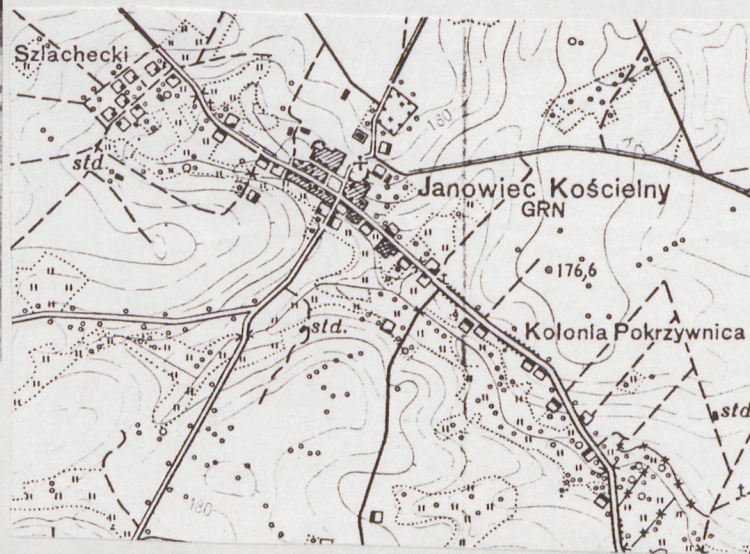 Szlachecki
180
std.
Janowiec Kościelny
GRN
176,6
std.
Kolonia Pokrzywnica
std
180